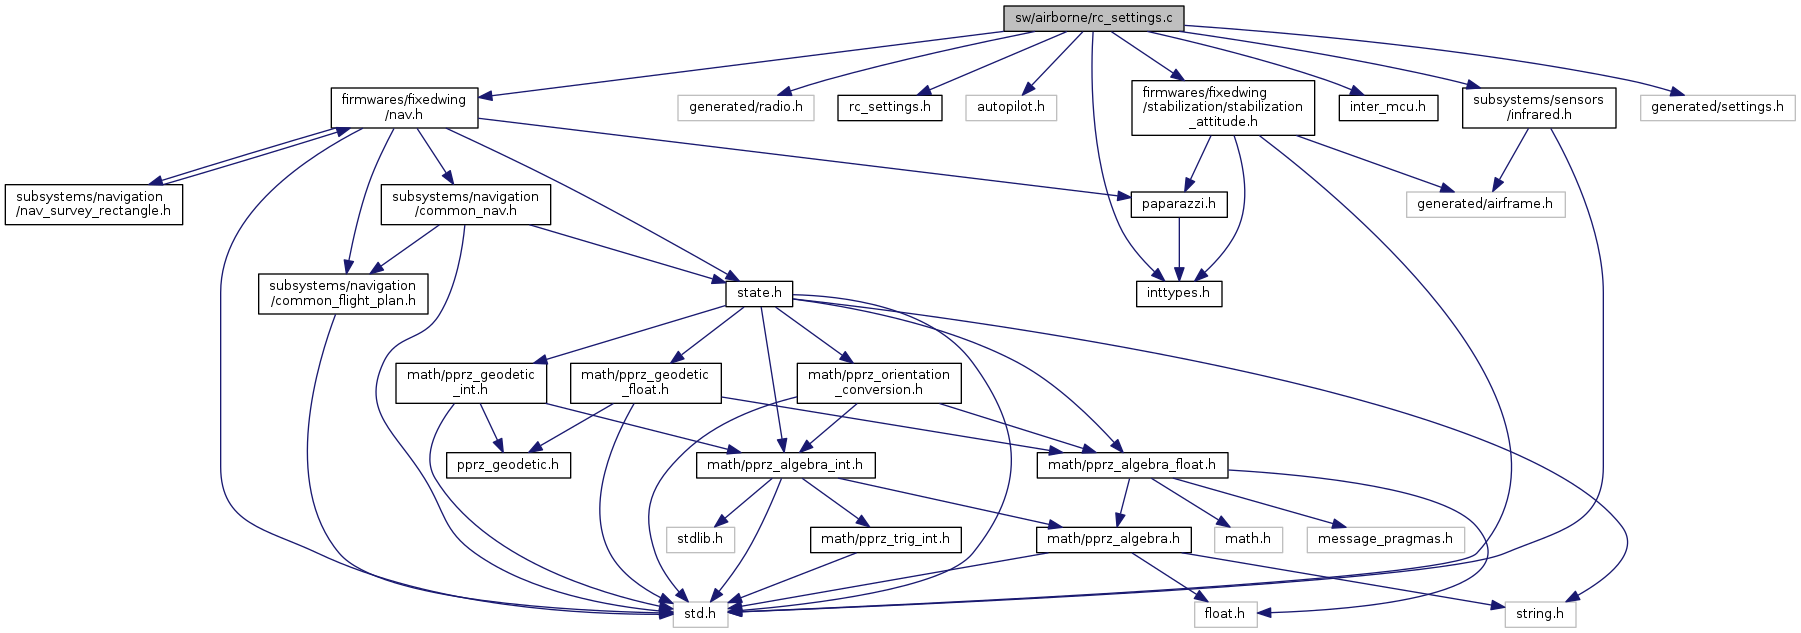 sw/airborne/rc_settings.c
firmwares/fixedwing
/nav.h
generated/radio.h
rc_settings.h
autopilot.h
firmwares/fixedwing
/stabilization/stabilization
_attitude.h
inter_mcu.h
subsystems/sensors
/infrared.h
generated/settings.h
subsystems/navigation
/nav_survey_rectangle.h
subsystems/navigation
/common_nav.h
paparazzi.h
generated/airframe.h
subsystems/navigation
/common_flight_plan.h
state.h
inttypes.h
math/pprz_geodetic
_int.h
math/pprz_geodetic
_float.h
math/pprz_orientation
_conversion.h
pprz_geodetic.h
math/pprz_algebra_int.h
math/pprz_algebra_float.h
stdlib.h
math/pprz_trig_int.h
math/pprz_algebra.h
math.h
message_pragmas.h
std.h
float.h
string.h